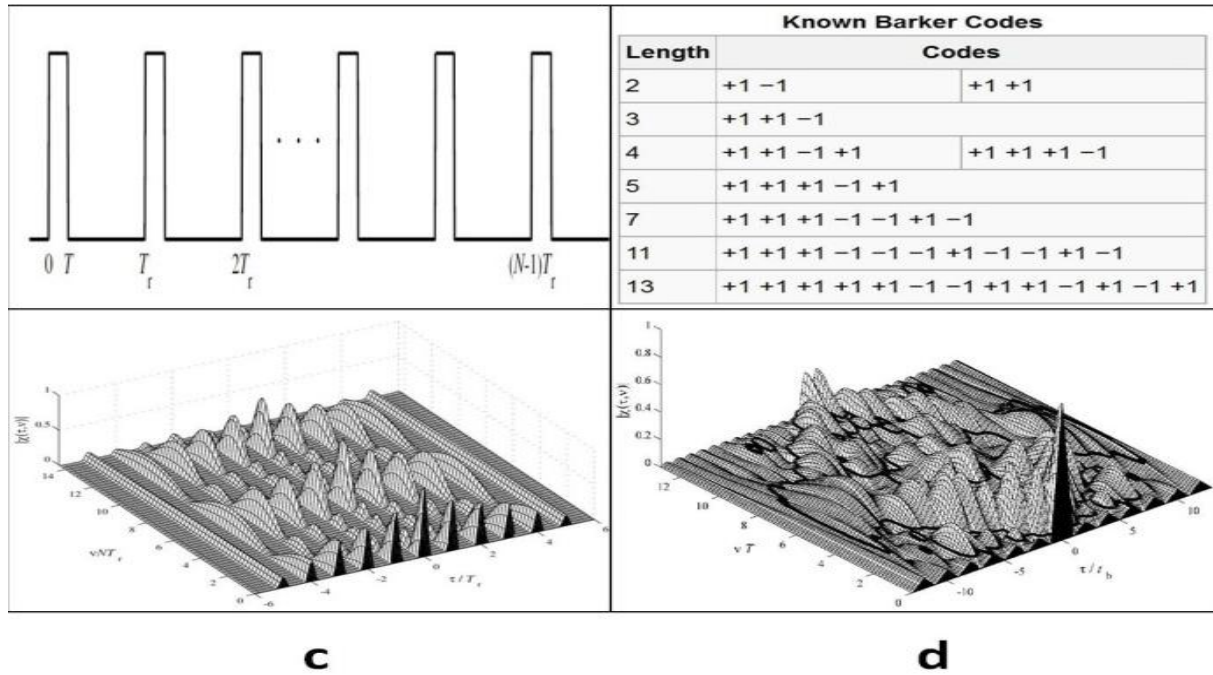 0 T T_r 2T_r . . . (N-1)T_r
Known Barker Codes
Length Codes
2 +1 −1 +1 +1
3 +1 +1 −1
4 +1 +1 −1 +1 +1 +1 +1 −1
5 +1 +1 +1 −1 +1
7 +1 +1 +1 −1 −1 +1 −1
11 +1 +1 +1 −1 −1 −1 +1 −1 −1 +1 −1
13 +1 +1 +1 +1 +1 −1 −1 +1 +1 −1 +1 −1 +1
|χ(τ,ν)|
1
0.5
0
14
12
10
8
6
4
2
0
νNT_r
-6
-4
-2
0
2
4
6
τ/T_r
|χ(τ,ν)|
1
0.8
0.6
0.4
0.2
0
12
10
8
6
4
2
0
ν T
-10
-5
0
5
10
τ/t_b
c
d